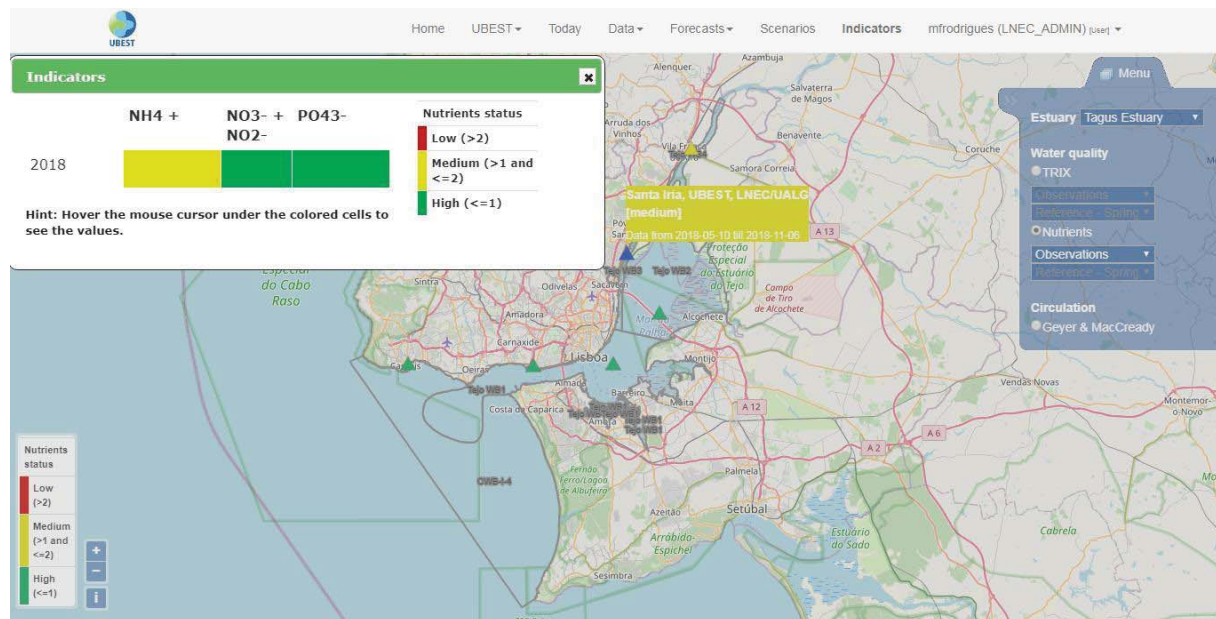 UBEST
Home UBEST Today Data Forecasts Scenarios Indicators mfrodrigues (LNEC_ADMIN) [User]
Indicators
NH4 + NO3- + PO43-
NO2-
2018
Hint: Hover the mouse cursor under the colored cells to
see the values.
Nutrients status
Low (>2)
Medium (>1 and
<=2)
High (<=1)
Menu
Estuary Tagus Estuary
Water quality
TRIX
Observations
Reference - Spring
Nutrients
Observations
Reference - Spring
Circulation
Geyer & MacCready
Alenquer
Azambuja
Salvaterra
de Magos
Arruda dos
Vinhos
Benavente
Coruche
Samora Correia
Santa Iria, UBEST, LNEC/UALG
[medium]
Data from 2018-05-10 till 2018-11-06
A 13
Proteção
Especial
do Estuário
do Tejo
Tejo WB3 Tejo WB2
Especial
do Cabo
Raso
Sintra
Odivelas
Sacavém
Campo
de Tiro
de Alcochete
Amadora
Alcochete
Carnaxide
Lisboa
Montijo
Cascais
Oeiras
Tejo WB1
Almada
Barreiro
Moita
Costa da Caparica
Amora
Tejo WB1
A 12
Vendas Novas
Montemor-
o-Novo
A 6
A 2
CWB-I-4
Fernão
Ferro/Lagoa
de Albufeira
Palmela
Azeitão
Setúbal
Arrábida-
Espichel
Estuário
do Sado
Cabrela
Sesimbra
Nutrients
status
Low
(>2)
Medium
(>1 and
<=2)
High
(<=1)
+
−
i